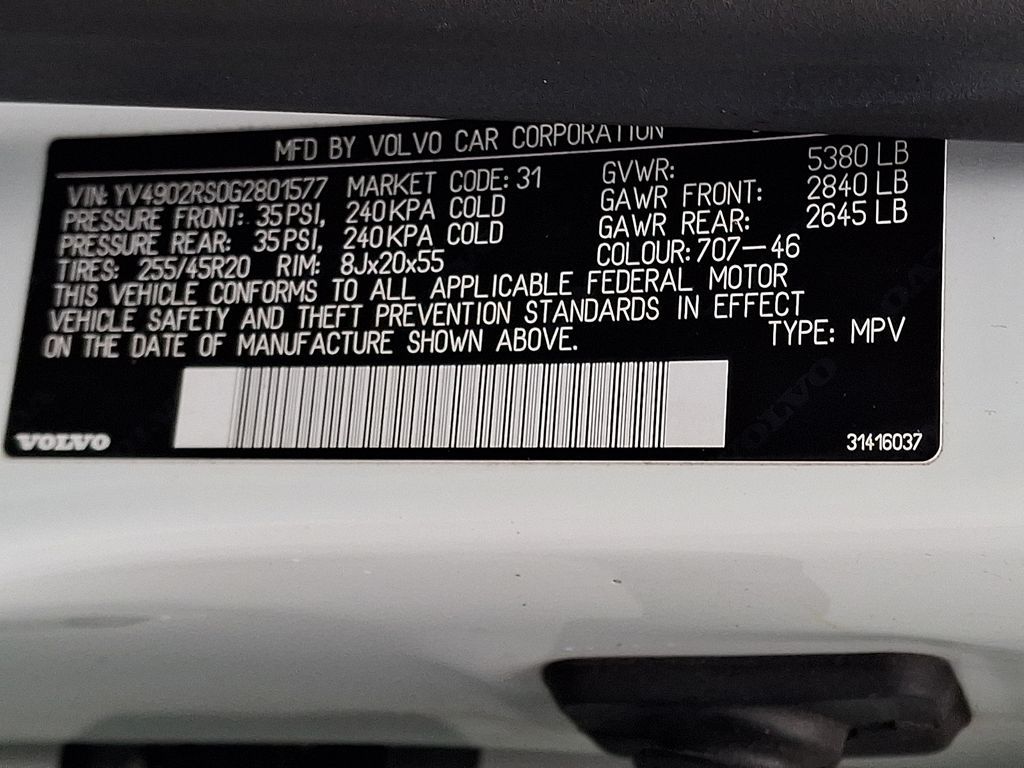 MFD BY VOLVO CAR CORPORATION
VIN: YV4902RS0G2801577 MARKET CODE: 31 GVWR: 5380 LB
PRESSURE FRONT: 35PSI, 240KPA COLD GAWR FRONT: 2840 LB
PRESSURE REAR: 35PSI, 240KPA COLD GAWR REAR: 2645 LB
TIRES: 255/45R20 RIM: 8Jx20x55 COLOUR: 707-46
THIS VEHICLE CONFORMS TO ALL APPLICABLE FEDERAL MOTOR
VEHICLE SAFETY AND THEFT PREVENTION STANDARDS IN EFFECT
ON THE DATE OF MANUFACTURE SHOWN ABOVE. TYPE: MPV
VOLVO
31416037